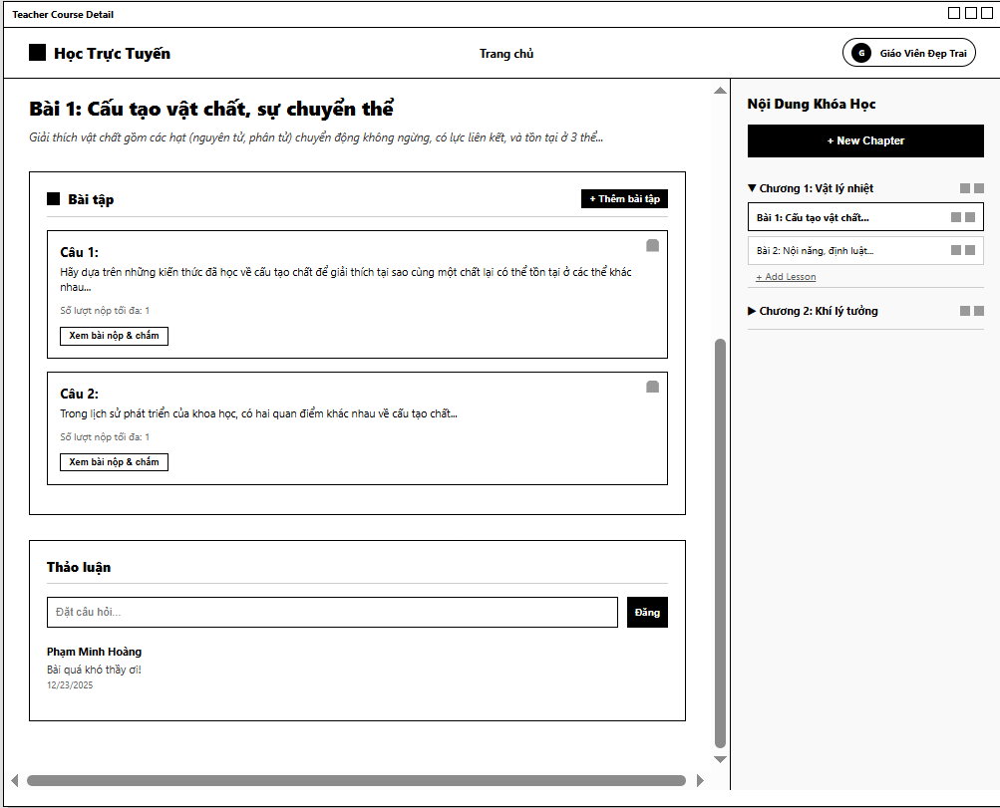 Teacher Course Detail
Học Trực Tuyến
Trang chủ
G
Giáo Viên Đẹp Trai
Bài 1: Cấu tạo vật chất, sự chuyển thể
Giải thích vật chất gồm các hạt (nguyên tử, phân tử) chuyển động không ngừng, có lực liên kết, và tồn tại ở 3 thể...
Bài tập
+ Thêm bài tập
Câu 1:
Hãy dựa trên những kiến thức đã học về cấu tạo chất để giải thích tại sao cùng một chất lại có thể tồn tại ở các thể khác
nhau...
Số lượt nộp tối đa: 1
Xem bài nộp & chấm
Câu 2:
Trong lịch sử phát triển của khoa học, có hai quan điểm khác nhau về cấu tạo chất...
Số lượt nộp tối đa: 1
Xem bài nộp & chấm
Thảo luận
Đặt câu hỏi...
Đăng
Phạm Minh Hoàng
Bài quá khó thầy ơi!
12/23/2025
Nội Dung Khóa Học
+ New Chapter
▼ Chương 1: Vật lý nhiệt
Bài 1: Cấu tạo vật chất...
Bài 2: Nội năng, định luật...
+ Add Lesson
▶ Chương 2: Khí lý tưởng